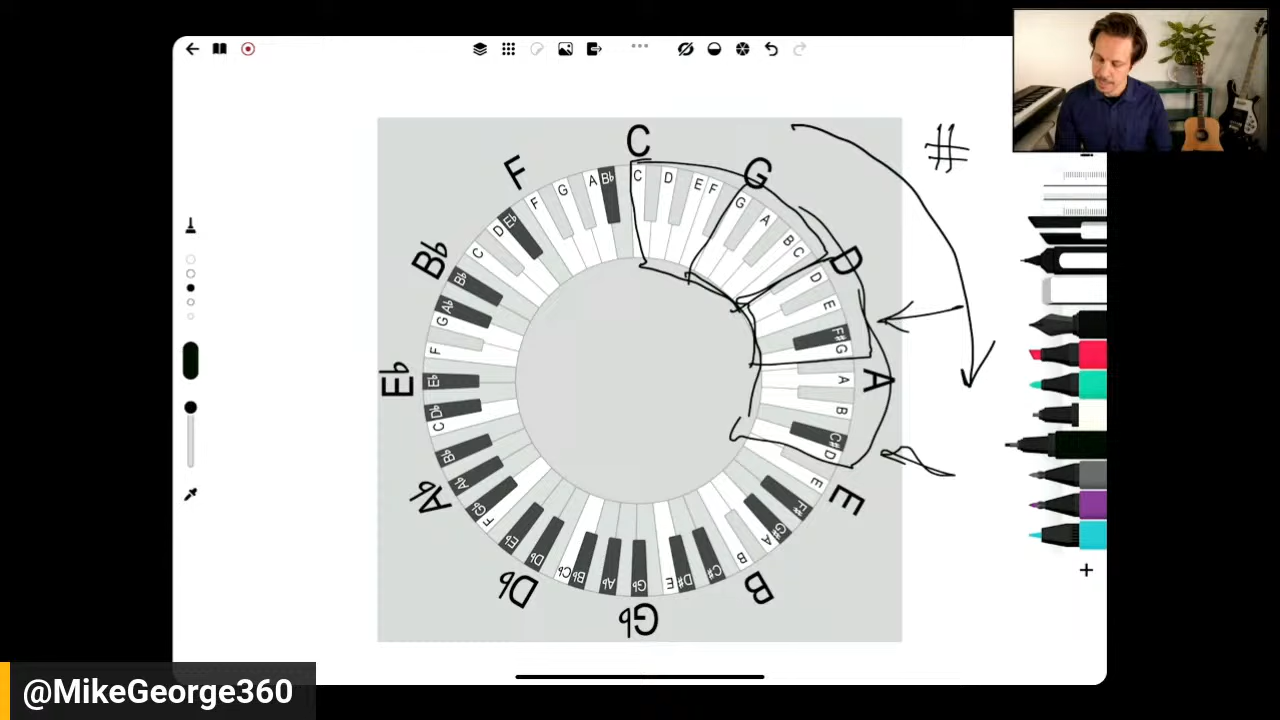 C
G
D
A
E
B
G♭
D♭
A♭
E♭
B♭
F
C D E F
G A B C
D E F# G
A B C# D
E F# G# A
B C# D# E
G♭ A♭ B♭ C♭
D♭ E♭ F G♭
A♭ B♭ C D♭
E♭ F G A♭
B♭ C D E♭
F G A B♭
#
@MikeGeorge360